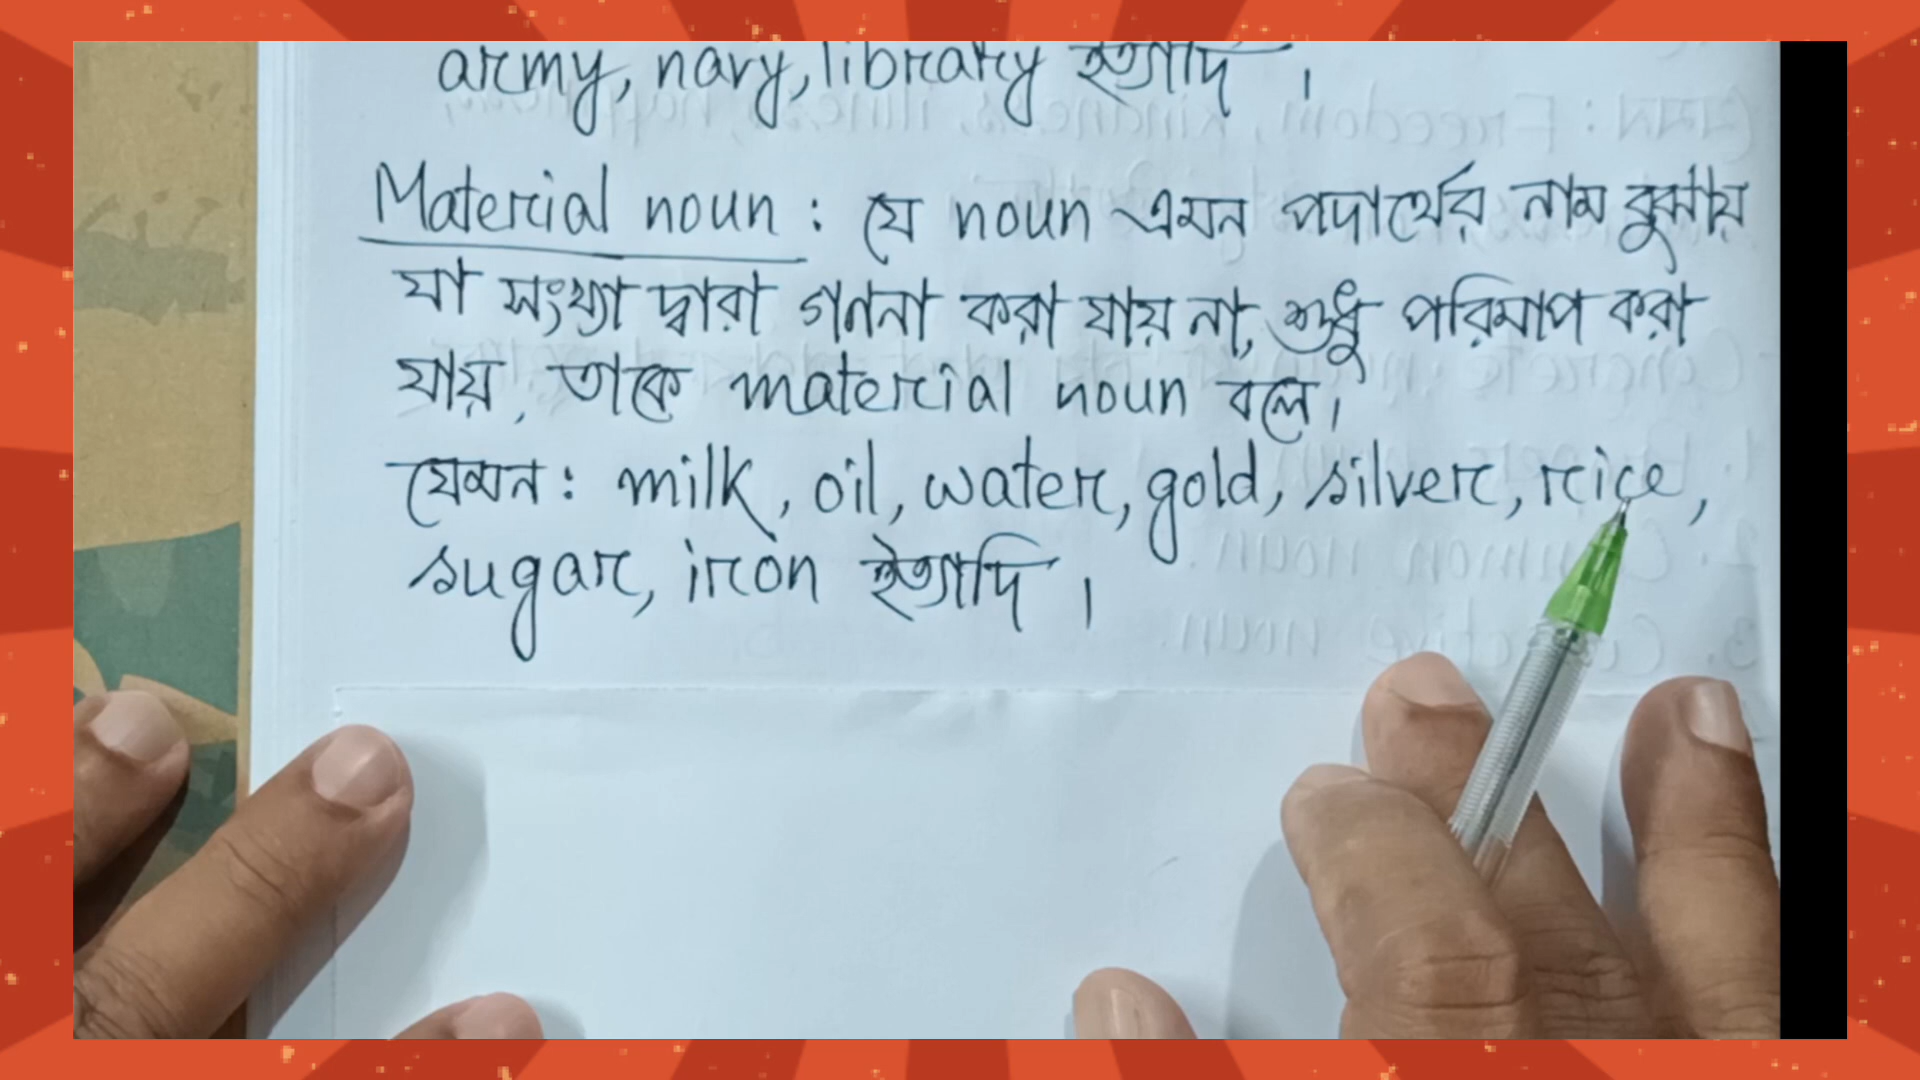 army, navy, library ইত্যাদি ।
Material noun : যে noun এমন পদার্থের নাম বুঝায়
যা সংখ্যা দ্বারা গণনা করা যায় না, শুধু পরিমাপ করা
যায়, তাকে material noun বলে।
যেমন : milk, oil, water, gold, silver, rice,
sugar, iron ইত্যাদি ।